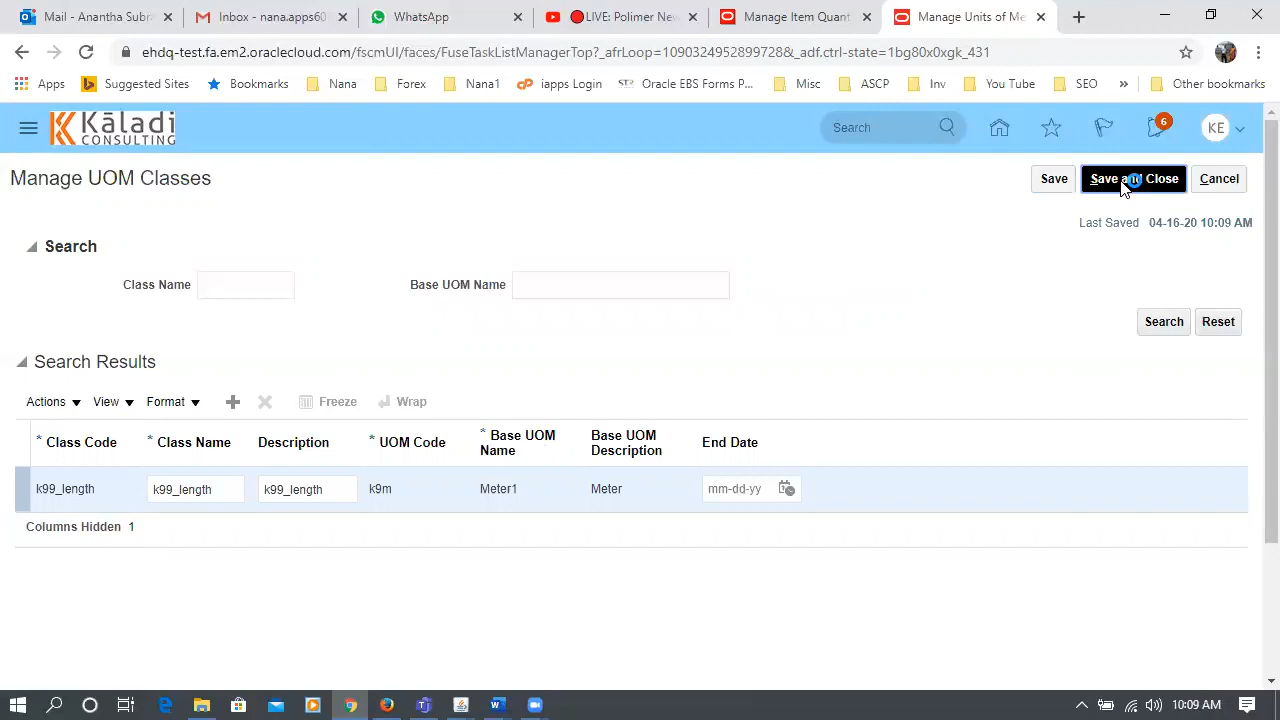 Mail - Anantha Subra
Inbox - nana.apps60
WhatsApp
LIVE: Polimer Ne
Manage Item Quant
Manage Units of Me
ehdq-test.fa.em2.oraclecloud.com/fscmUI/faces/FuseTaskListManagerTop?_afrLoop=10903249528797288_adf.ctrl-state=1bg80x0xgk_431
Apps
Suggested Sites
Bookmarks
Nana
Forex
Nana1
iapps Login
Oracle EBS Forms P...
Misc
ASCP
Inv
You Tube
SEO
»
Other bookmarks
Kāladi
CONSULTING
Search
6
KE
Manage UOM Classes
Save
Save and Close
Cancel
Last Saved 04-16-20 10:09 AM
Search
Class Name
Base UOM Name
Search
Reset
Search Results
Actions
View
Format
Freeze
Wrap
* Class Code
* Class Name
Description
* UOM Code
* Base UOM Name
Base UOM Description
End Date
k99_length
k99_length
k99_length
k9m
Meter1
Meter
mm-dd-yy
Columns Hidden 1
10:09 AM